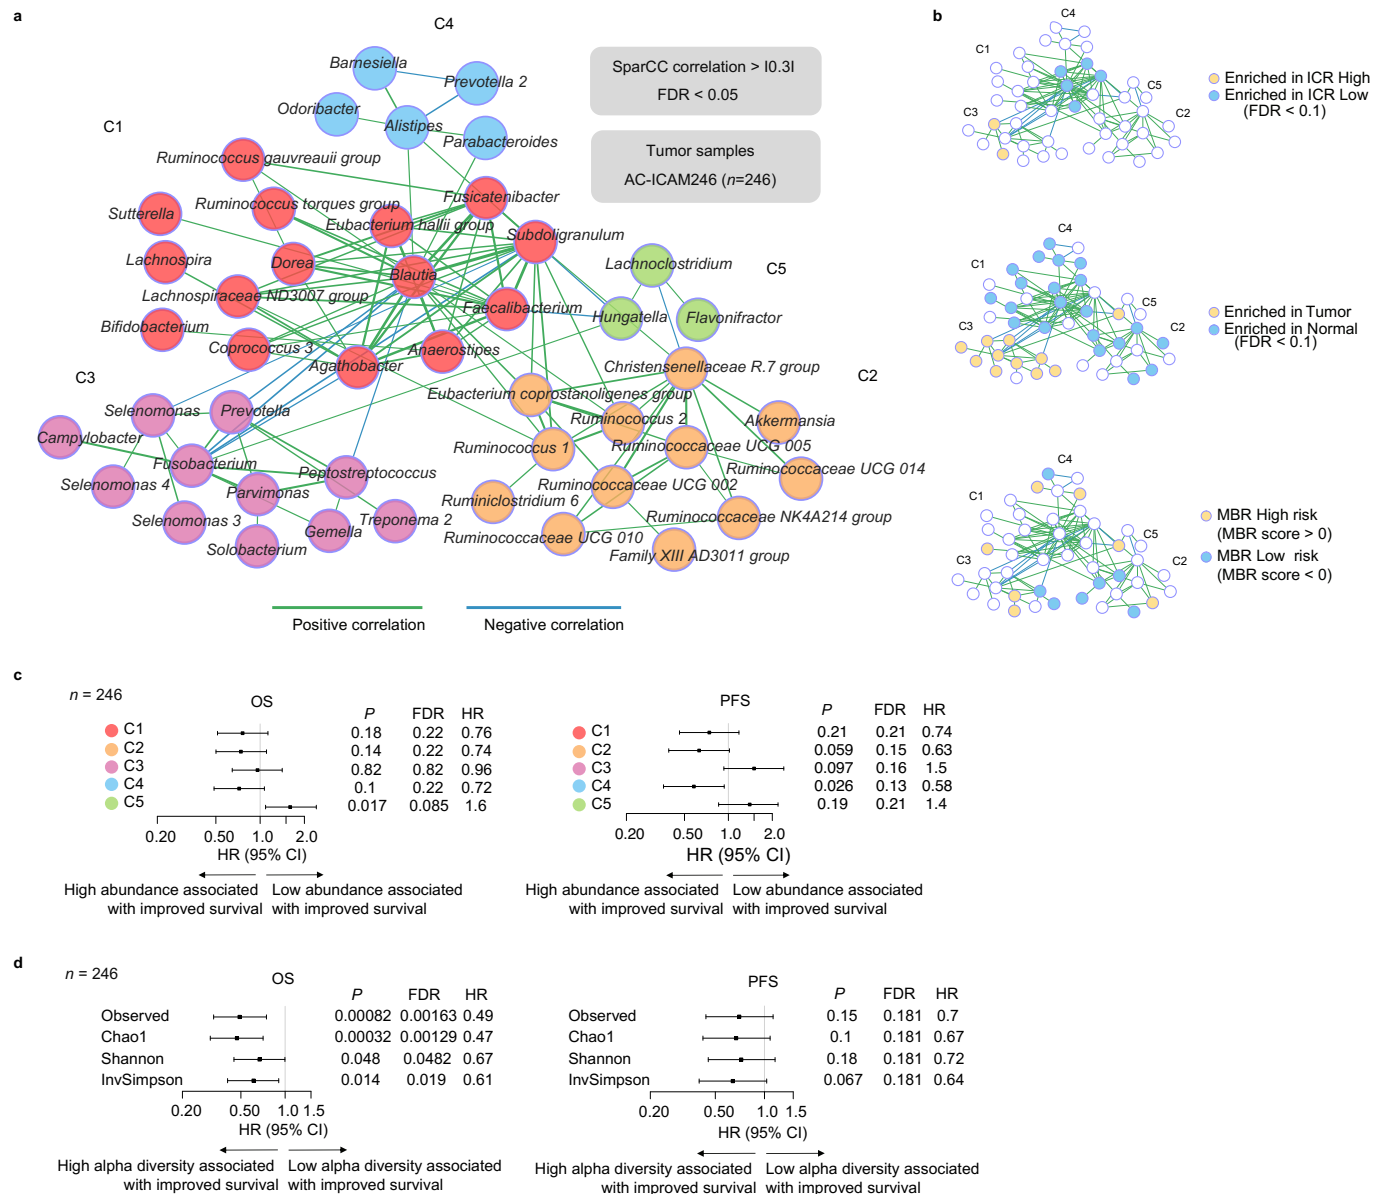 a
C4
Barnesiella
Prevotella 2
Odoribacter
Alistipes
Parabacteroides
SparCC correlation > I0.3I
FDR < 0.05
Tumor samples
AC-ICAM246 (n=246)
C1
Ruminococcus gauvreauii group
Ruminococcus torques group
Fusicatenibacter
Sutterella
Eubacterium hallii group
Subdoligranulum
Lachnospira
Dorea
Blautia
Lachnoclostridium
C5
Lachnospiraceae ND3007 group
Faecalibacterium
Hungatella
Flavonifractor
Bifidobacterium
Coprococcus 3
Anaerostipes
Agathobacter
Christensenellaceae R.7 group
C2
C3
Eubacterium coprostanoligenes group
Selenomonas
Prevotella
Ruminococcus 2
Akkermansia
Campylobacter
Ruminococcus 1
Ruminococcaceae UCG 005
Fusobacterium
Peptostreptococcus
Ruminococcaceae UCG 014
Selenomonas 4
Parvimonas
Ruminococcaceae UCG 002
Ruminiclostridium 6
Selenomonas 3
Gemella
Treponema 2
Ruminococcaceae NK4A214 group
Solobacterium
Ruminococcaceae UCG 010
Family XIII AD3011 group
Positive correlation
Negative correlation
b
C4
C1
C5
C3
C2
Enriched in ICR High
Enriched in ICR Low
(FDR < 0.1)
C4
C1
C5
C3
C2
Enriched in Tumor
Enriched in Normal
(FDR < 0.1)
C4
C1
C5
C3
C2
MBR High risk
(MBR score > 0)
MBR Low risk
(MBR score < 0)
c
n = 246
OS
P FDR HR
C1 0.18 0.22 0.76
C2 0.14 0.22 0.74
C3 0.82 0.82 0.96
C4 0.1 0.22 0.72
C5 0.017 0.085 1.6
0.20 0.50 1.0 2.0
HR (95% CI)
High abundance associated with improved survival
Low abundance associated with improved survival
PFS
P FDR HR
C1 0.21 0.21 0.74
C2 0.059 0.15 0.63
C3 0.097 0.16 1.5
C4 0.026 0.13 0.58
C5 0.19 0.21 1.4
0.20 0.50 1.0 2.0
HR (95% CI)
High abundance associated with improved survival
Low abundance associated with improved survival
d
n = 246
OS
P FDR HR
Observed 0.00082 0.00163 0.49
Chao1 0.00032 0.00129 0.47
Shannon 0.048 0.0482 0.67
InvSimpson 0.014 0.019 0.61
0.20 0.50 1.0 1.5
HR (95% CI)
High alpha diversity associated with improved survival
Low alpha diversity associated with improved survival
PFS
P FDR HR
Observed 0.15 0.181 0.7
Chao1 0.1 0.181 0.67
Shannon 0.18 0.181 0.72
InvSimpson 0.067 0.181 0.64
0.20 0.50 1.0 1.5
HR (95% CI)
High alpha diversity associated with improved survival
Low alpha diversity associated with improved survival